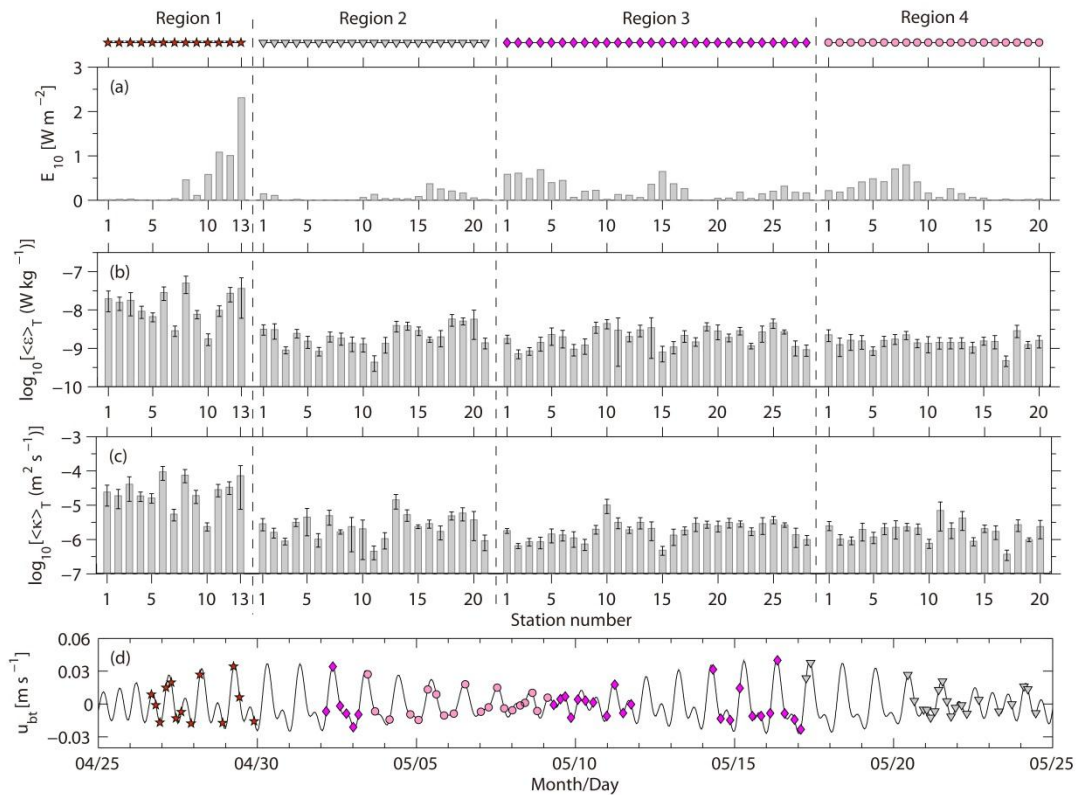 Region 1 Region 2 Region 3 Region 4
(a)
E10 [W m−2]
3
2
1
0
1 5 10 13 1 5 10 15 20 1 5 10 15 20 25 1 5 10 15 20
(b)
log10[<ε>T (W kg−1)]
−7
−8
−9
−10
1 5 10 13 1 5 10 15 20 1 5 10 15 20 25 1 5 10 15 20
(c)
log10[<κ>T (m2 s−1)]
−3
−4
−5
−6
−7
1 5 10 13 1 5 10 15 20 1 5 10 15 20 25 1 5 10 15 20
Station number
(d)
ubt [m s−1]
0.06
0.03
0
−0.03
04/25 04/30 05/05 05/10 05/15 05/20 05/25
Month/Day